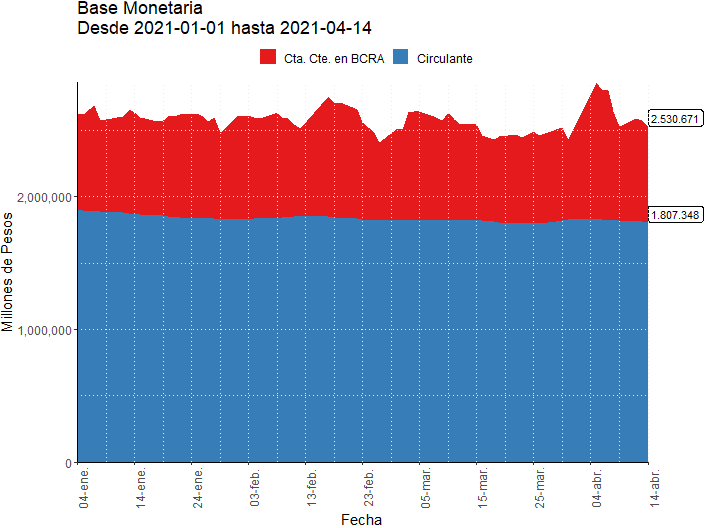 Base Monetaria
Desde 2021-01-01 hasta 2021-04-14
Cta. Cte. en BCRA Circulante
Millones de Pesos
2,000,000
1,000,000
0
2.530.671
1.807.348
04-ene. 14-ene. 24-ene. 03-feb. 13-feb. 23-feb. 05-mar. 15-mar. 25-mar. 04-abr. 14-abr.
Fecha